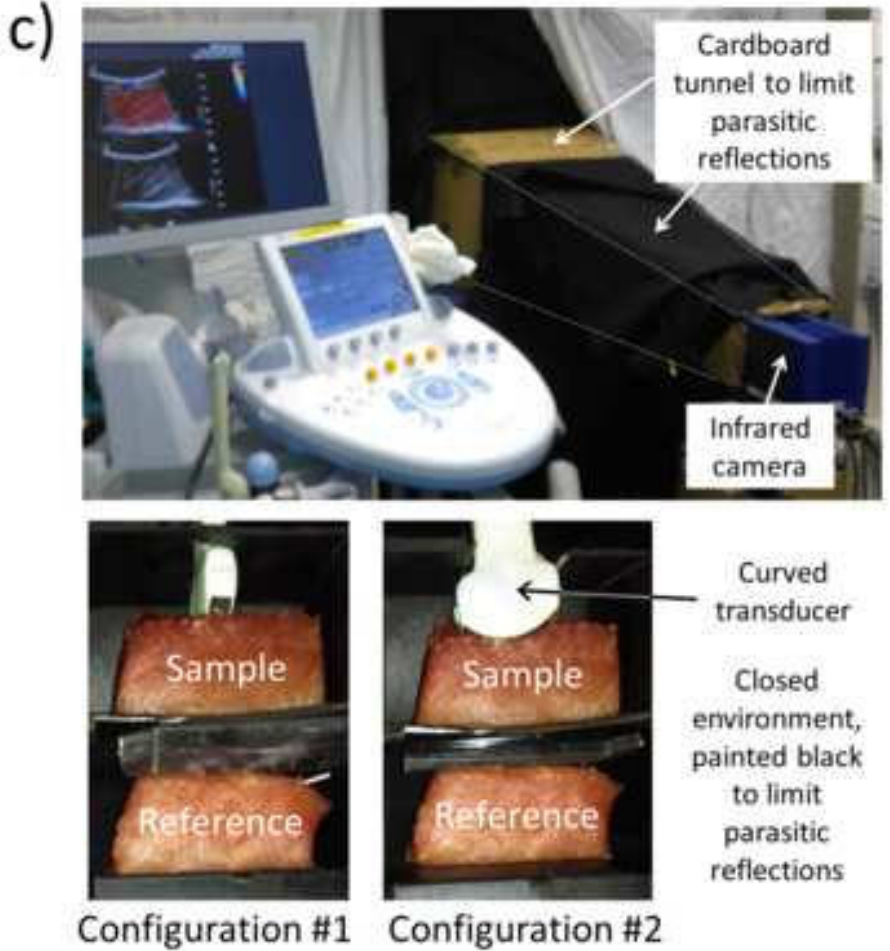 c)
Cardboard
tunnel to limit
parasitic
reflections
Infrared
camera
Curved
transducer
Sample
Sample
Closed
environment,
painted black
to limit
parasitic
reflections
Reference
Reference
Configuration #1
Configuration #2